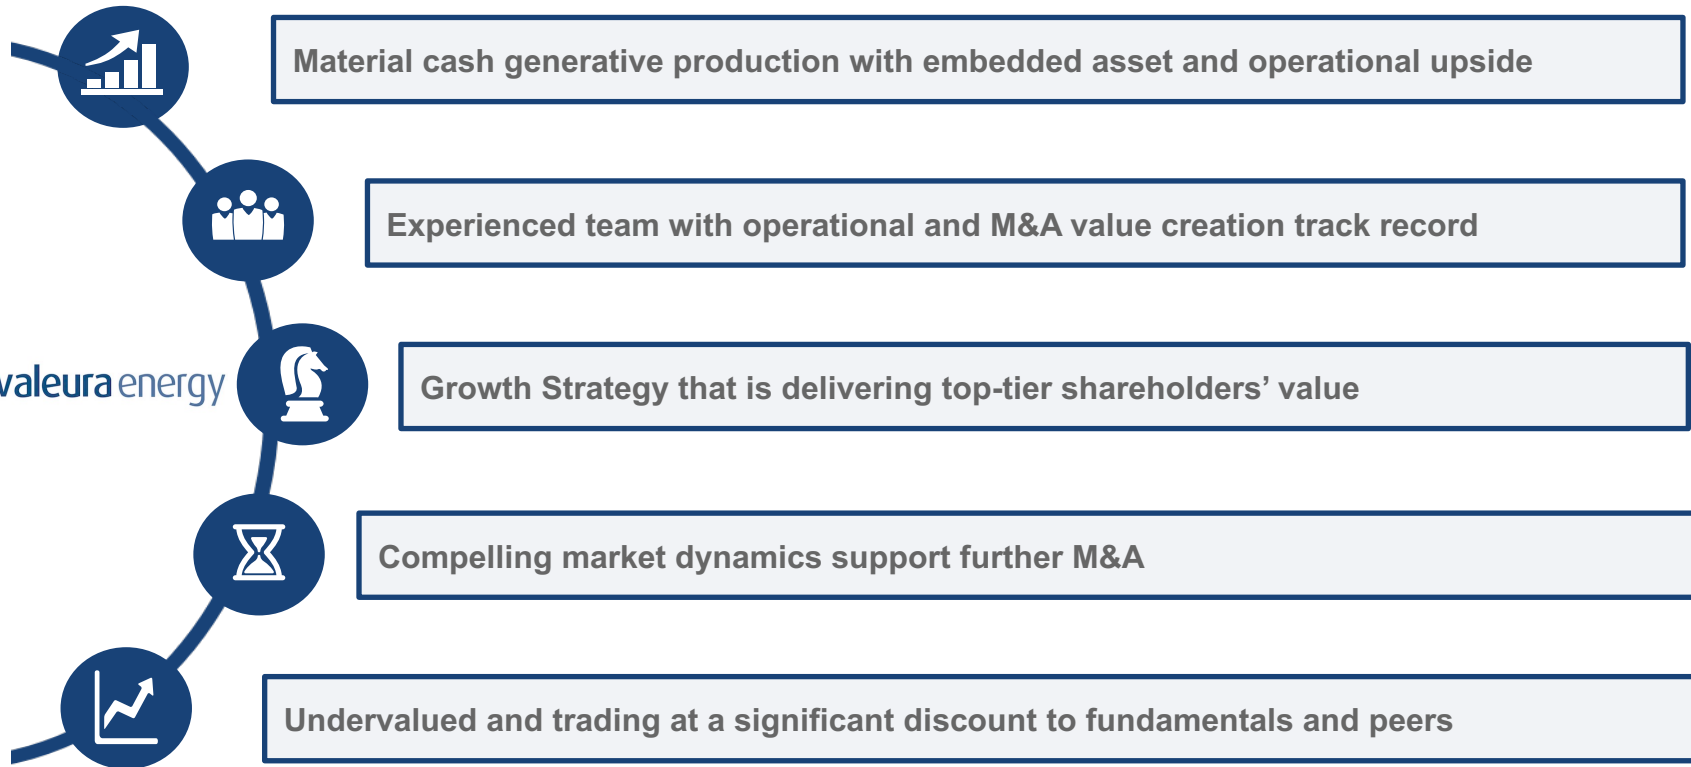 Material cash generative production with embedded asset and operational upside
Experienced team with operational and M&A value creation track record
valeura energy
Growth Strategy that is delivering top-tier shareholders’ value
Compelling market dynamics support further M&A
Undervalued and trading at a significant discount to fundamentals and peers